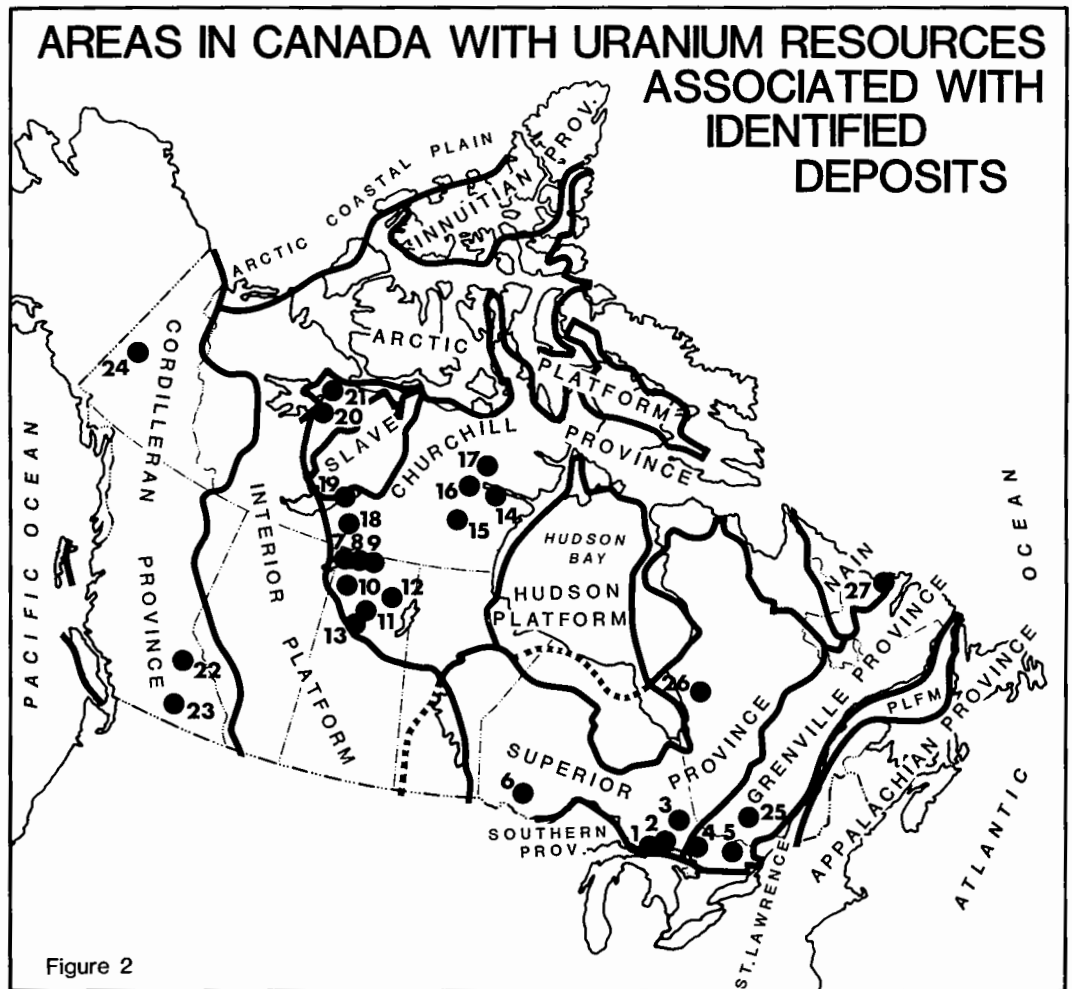 AREAS IN CANADA WITH URANIUM RESOURCES
ASSOCIATED WITH
IDENTIFIED
DEPOSITS
ARCTIC COASTAL PLAIN
INNUITIAN PROV.
ARCTIC
PLATFORM
CORDILLERAN PROVINCE
24
21
20
SLAVE
CHURCHILL
PROVINCE
17
16
14
15
19
18
7 8 9
10
12
11
13
INTERIOR PLATFORM
HUDSON
BAY
HUDSON
PLATFORM
NAIN
27
PACIFIC OCEAN
22
23
26
SUPERIOR PROVINCE
GRENVILLE PROVINCE
PLFM
APPALACHIAN PROVINCE
ATLANTIC OCEAN
6
SOUTHERN
PROV.
1
2
3
4
5
25
ST. LAWRENCE
Figure 2